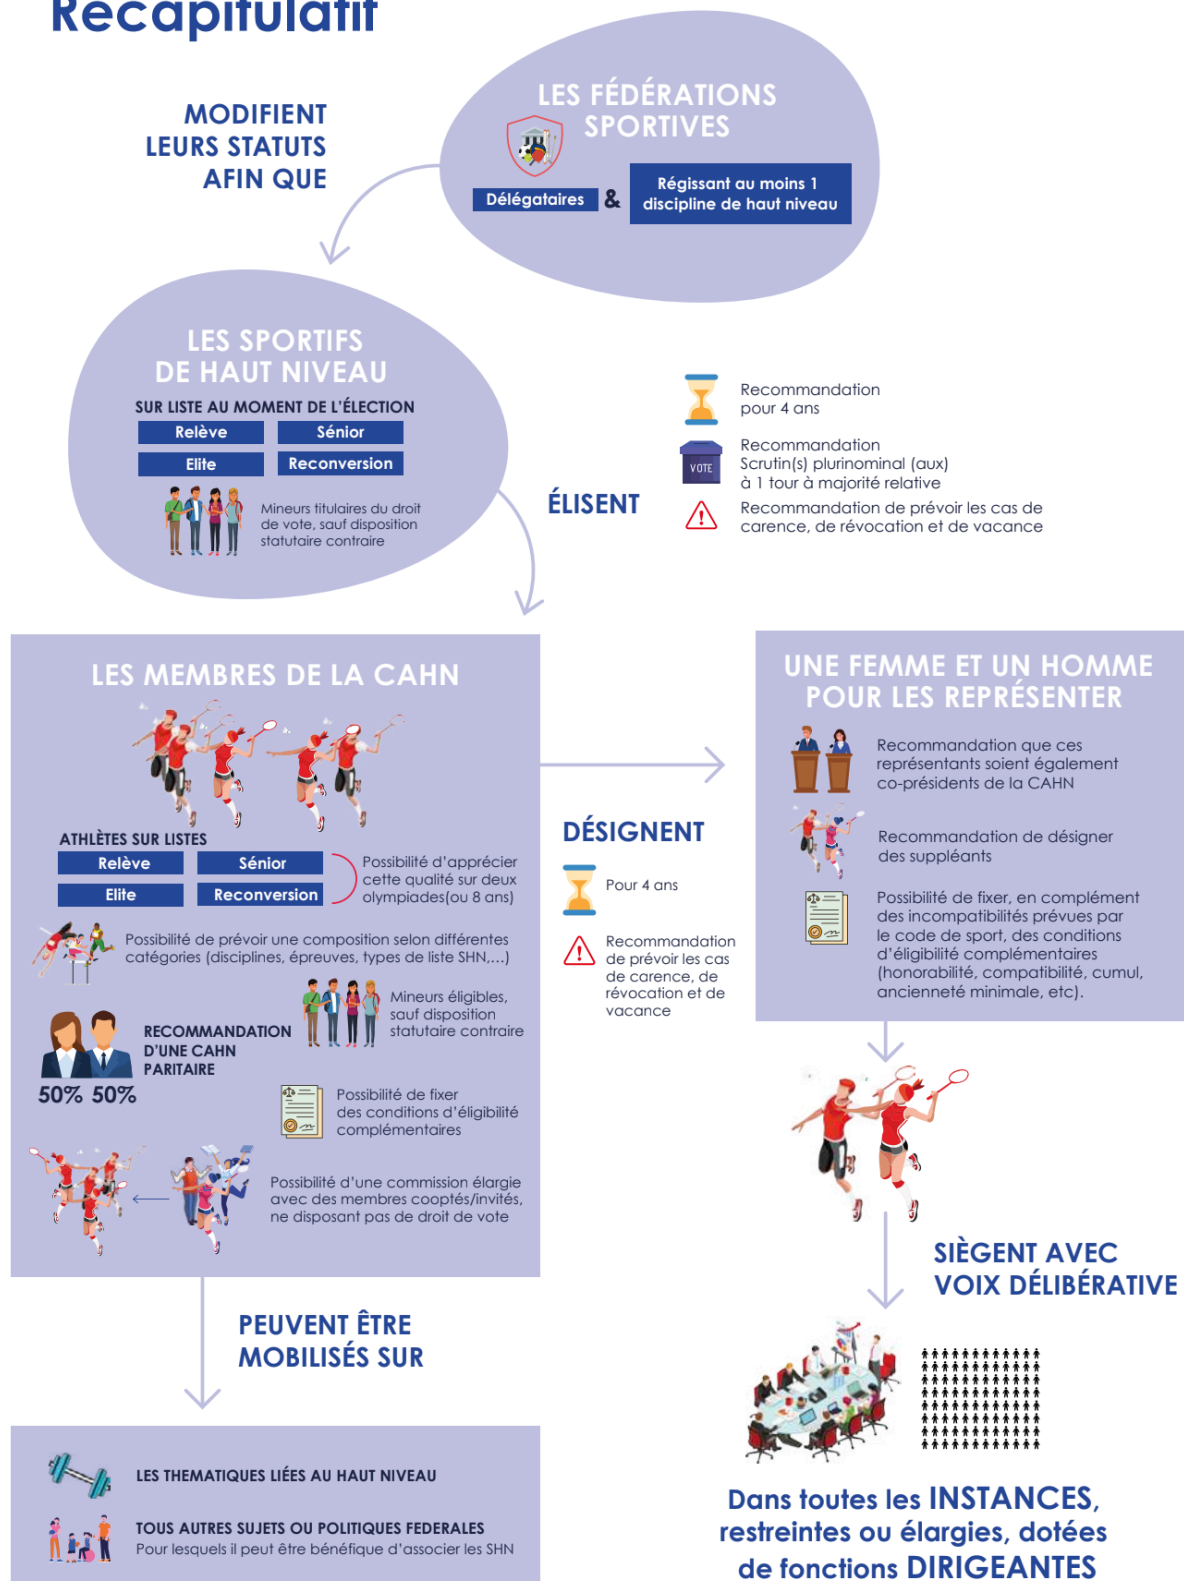 Récapitulatif
MODIFIENT
LEURS STATUTS
AFIN QUE
LES FÉDÉRATIONS
SPORTIVES
Délégataires
&
Régissant au moins 1
discipline de haut niveau
LES SPORTIFS
DE HAUT NIVEAU
SUR LISTE AU MOMENT DE L'ÉLECTION
Relève
Sénior
Elite
Reconversion
Mineurs titulaires du droit
de vote, sauf disposition
statutaire contraire
ÉLISENT
Recommandation
pour 4 ans
VOTE
Recommandation
Scrutin(s) plurinominal (aux)
à 1 tour à majorité relative
Recommandation de prévoir les cas de
carence, de révocation et de vacance
LES MEMBRES DE LA CAHN
ATHLÈTES SUR LISTES
Relève
Sénior
Elite
Reconversion
Possibilité d'apprécier
cette qualité sur deux
olympiades(ou 8 ans)
Possibilité de prévoir une composition selon différentes
catégories (disciplines, épreuves, types de liste SHN,...)
Mineurs éligibles,
sauf disposition
statutaire contraire
RECOMMANDATION
D'UNE CAHN
PARITAIRE
50% 50%
Possibilité de fixer
des conditions d'éligibilité
complémentaires
Possibilité d'une commission élargie
avec des membres cooptés/invités,
ne disposant pas de droit de vote
DÉSIGNENT
Pour 4 ans
Recommandation
de prévoir les cas
de carence, de
révocation et de
vacance
UNE FEMME ET UN HOMME
POUR LES REPRÉSENTER
Recommandation que ces
représentants soient également
co-présidents de la CAHN
Recommandation de désigner
des suppléants
Possibilité de fixer, en complément
des incompatibilités prévues par
le code de sport, des conditions
d'éligibilité complémentaires
(honorabilité, compatibilité, cumul,
ancienneté minimale, etc).
SIÈGENT AVEC
VOIX DÉLIBÉRATIVE
Dans toutes les INSTANCES,
restreintes ou élargies, dotées
de fonctions DIRIGEANTES
PEUVENT ÊTRE
MOBILISÉS SUR
LES THEMATIQUES LIÉES AU HAUT NIVEAU
TOUS AUTRES SUJETS OU POLITIQUES FEDERALES
Pour lesquels il peut être bénéfique d'associer les SHN